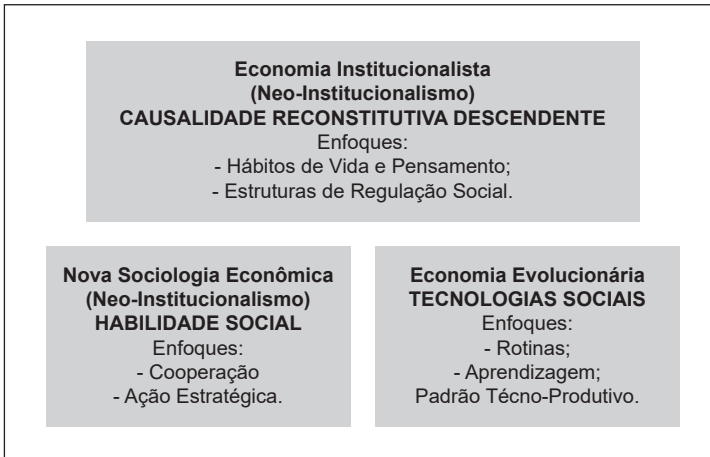 Economia Institucionalista
(Neo-Institucionalismo)
CAUSALIDADE RECONSTITUTIVA DESCENDENTE
Enfoques:
- Hábitos de Vida e Pensamento;
- Estruturas de Regulação Social.
Nova Sociologia Econômica
(Neo-Institucionalismo)
HABILIDADE SOCIAL
Enfoques:
- Cooperação
- Ação Estratégica.
Economia Evolucionária
TECNOLOGIAS SOCIAIS
Enfoques:
- Rotinas;
- Aprendizagem;
Padrão Técno-Produtivo.